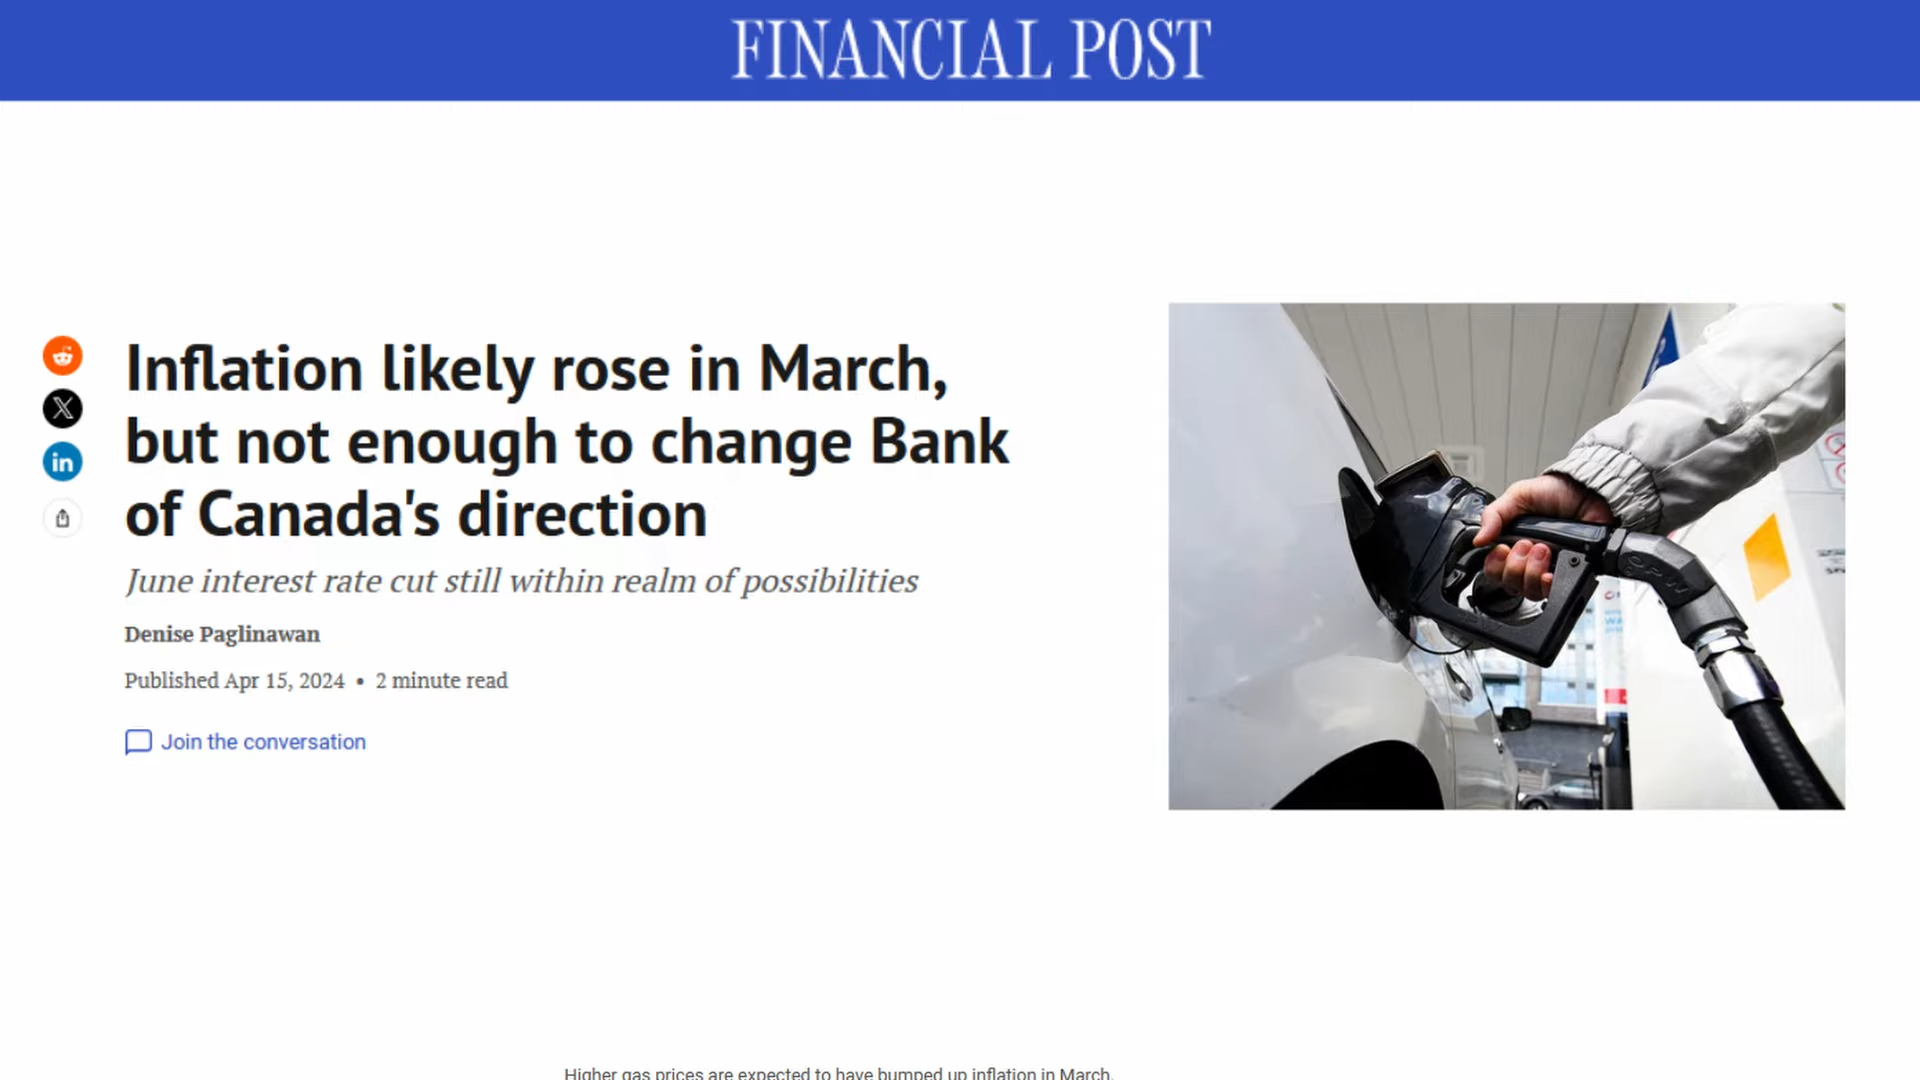 FINANCIAL POST
Inflation likely rose in March,
but not enough to change Bank
of Canada's direction
June interest rate cut still within realm of possibilities
Denise Paglinawan
Published Apr 15, 2024 • 2 minute read
Join the conversation
OPW
Higher gas prices are expected to have bumped up inflation in March,